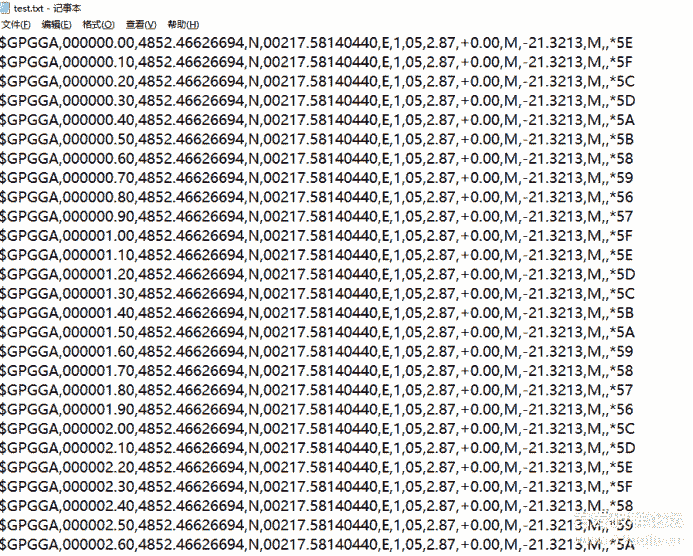 test.txt - 记事本
文件(F) 编辑(E) 格式(O) 查看(V) 帮助(H)
$GPGGA,000000.00,4852.46626694,N,00217.58140440,E,1,05,2.87,+0.00,M,-21.3213,M,,*5E
$GPGGA,000000.10,4852.46626694,N,00217.58140440,E,1,05,2.87,+0.00,M,-21.3213,M,,*5F
$GPGGA,000000.20,4852.46626694,N,00217.58140440,E,1,05,2.87,+0.00,M,-21.3213,M,,*5C
$GPGGA,000000.30,4852.46626694,N,00217.58140440,E,1,05,2.87,+0.00,M,-21.3213,M,,*5D
$GPGGA,000000.40,4852.46626694,N,00217.58140440,E,1,05,2.87,+0.00,M,-21.3213,M,,*5A
$GPGGA,000000.50,4852.46626694,N,00217.58140440,E,1,05,2.87,+0.00,M,-21.3213,M,,*5B
$GPGGA,000000.60,4852.46626694,N,00217.58140440,E,1,05,2.87,+0.00,M,-21.3213,M,,*58
$GPGGA,000000.70,4852.46626694,N,00217.58140440,E,1,05,2.87,+0.00,M,-21.3213,M,,*59
$GPGGA,000000.80,4852.46626694,N,00217.58140440,E,1,05,2.87,+0.00,M,-21.3213,M,,*56
$GPGGA,000000.90,4852.46626694,N,00217.58140440,E,1,05,2.87,+0.00,M,-21.3213,M,,*57
$GPGGA,000001.00,4852.46626694,N,00217.58140440,E,1,05,2.87,+0.00,M,-21.3213,M,,*5F
$GPGGA,000001.10,4852.46626694,N,00217.58140440,E,1,05,2.87,+0.00,M,-21.3213,M,,*5E
$GPGGA,000001.20,4852.46626694,N,00217.58140440,E,1,05,2.87,+0.00,M,-21.3213,M,,*5D
$GPGGA,000001.30,4852.46626694,N,00217.58140440,E,1,05,2.87,+0.00,M,-21.3213,M,,*5C
$GPGGA,000001.40,4852.46626694,N,00217.58140440,E,1,05,2.87,+0.00,M,-21.3213,M,,*5B
$GPGGA,000001.50,4852.46626694,N,00217.58140440,E,1,05,2.87,+0.00,M,-21.3213,M,,*5A
$GPGGA,000001.60,4852.46626694,N,00217.58140440,E,1,05,2.87,+0.00,M,-21.3213,M,,*59
$GPGGA,000001.70,4852.46626694,N,00217.58140440,E,1,05,2.87,+0.00,M,-21.3213,M,,*58
$GPGGA,000001.80,4852.46626694,N,00217.58140440,E,1,05,2.87,+0.00,M,-21.3213,M,,*57
$GPGGA,000001.90,4852.46626694,N,00217.58140440,E,1,05,2.87,+0.00,M,-21.3213,M,,*56
$GPGGA,000002.00,4852.46626694,N,00217.58140440,E,1,05,2.87,+0.00,M,-21.3213,M,,*5C
$GPGGA,000002.10,4852.46626694,N,00217.58140440,E,1,05,2.87,+0.00,M,-21.3213,M,,*5D
$GPGGA,000002.20,4852.46626694,N,00217.58140440,E,1,05,2.87,+0.00,M,-21.3213,M,,*5E
$GPGGA,000002.30,4852.46626694,N,00217.58140440,E,1,05,2.87,+0.00,M,-21.3213,M,,*5F
$GPGGA,000002.40,4852.46626694,N,00217.58140440,E,1,05,2.87,+0.00,M,-21.3213,M,,*58
$GPGGA,000002.50,4852.46626694,N,00217.58140440,E,1,05,2.87,+0.00,M,-21.3213,M,,*59
$GPGGA,000002.60,4852.46626694,N,00217.58140440,E,1,05,2.87,+0.00,M,-21.3213,M,,*5A